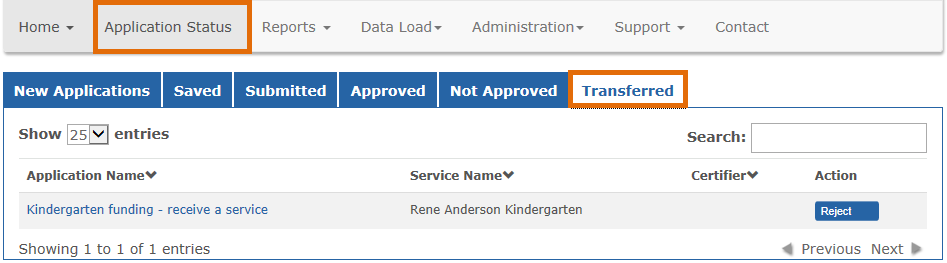 Home Application Status Reports Data Load Administration Support Contact
New Applications Saved Submitted Approved Not Approved Transferred
Show 25 entries Search:
Application Name Service Name Certifier Action
Kindergarten funding - receive a service Rene Anderson Kindergarten Reject
Showing 1 to 1 of 1 entries Previous Next